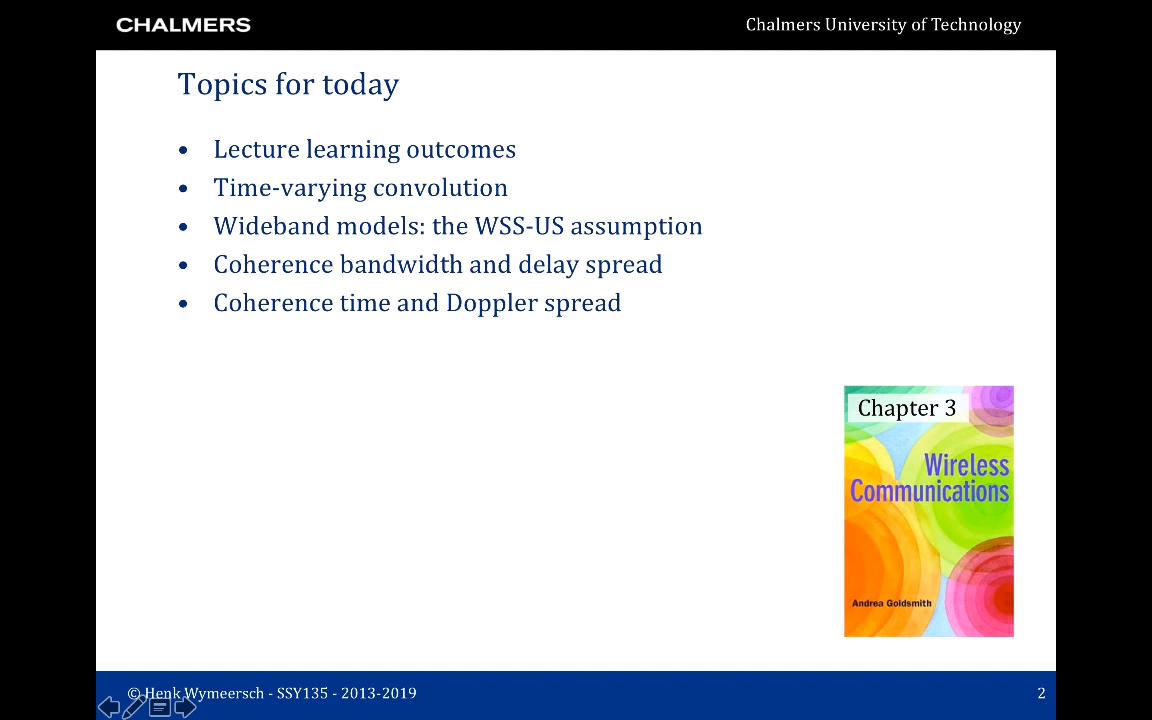 CHALMERS
Chalmers University of Technology
Topics for today
• Lecture learning outcomes
• Time-varying convolution
• Wideband models: the WSS-US assumption
• Coherence bandwidth and delay spread
• Coherence time and Doppler spread
Chapter 3
Wireless
Communications
Andrea Goldsmith
© Henk Wymeersch - SSY135 - 2013-2019
2